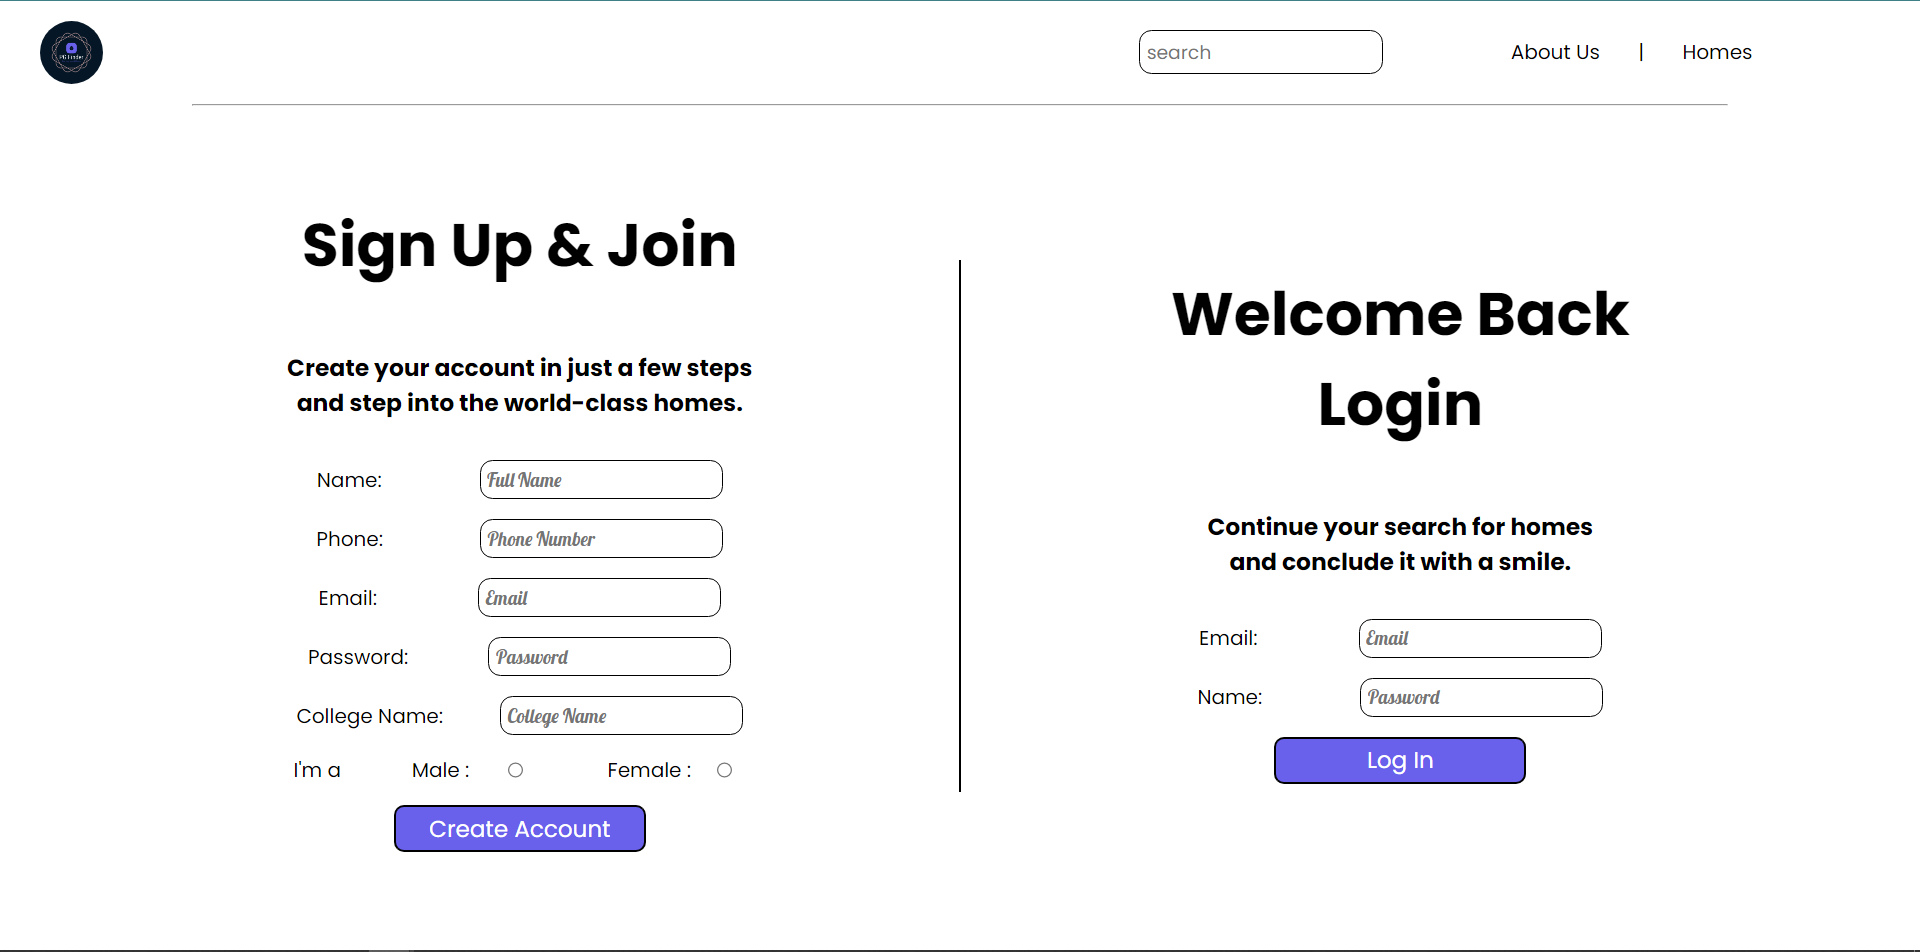 PG Finder
search
About Us | Homes
Sign Up & Join
Create your account in just a few steps
and step into the world-class homes.
Name: Full Name
Phone: Phone Number
Email: Email
Password: Password
College Name: College Name
I'm a Male : Female :
Create Account
Welcome Back
Login
Continue your search for homes
and conclude it with a smile.
Email: Email
Name: Password
Log In